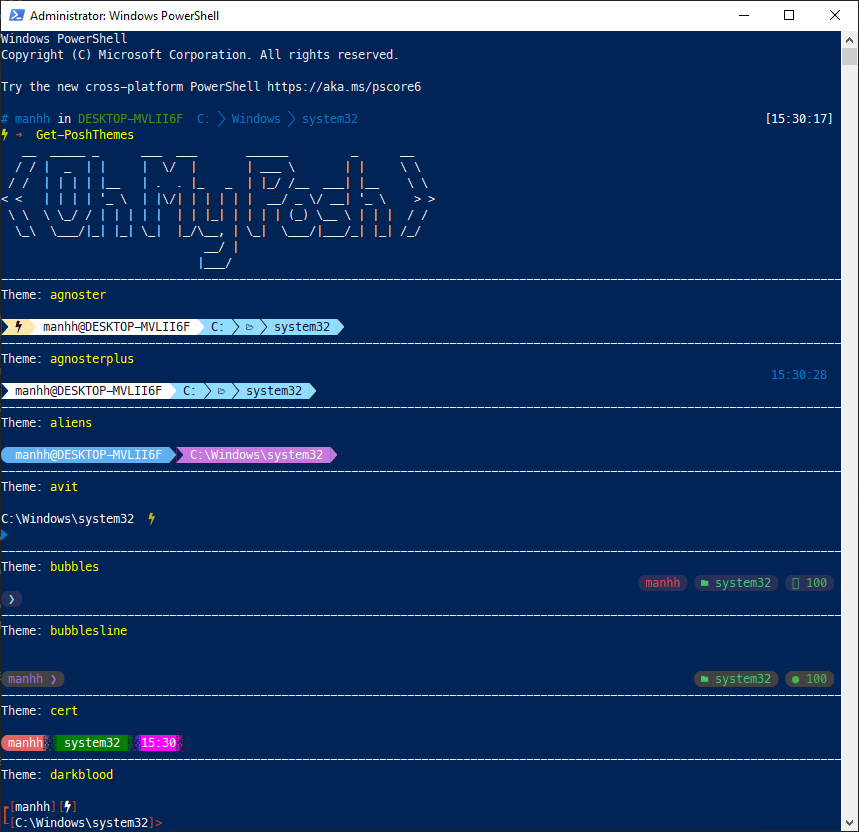 Administrator: Windows PowerShell
Windows PowerShell
Copyright (C) Microsoft Corporation. All rights reserved.
Try the new cross-platform PowerShell https://aka.ms/pscore6
# manhh in DESKTOP-MVLII6F C: Windows system32 [15:30:17]
Get-PoshThemes
<Oh My Posh>
Theme: agnoster
manhh@DESKTOP-MVLII6F C: system32
Theme: agnosterplus
15:30:28
manhh@DESKTOP-MVLII6F C: system32
Theme: aliens
manhh@DESKTOP-MVLII6F C:\Windows\system32
Theme: avit
C:\Windows\system32
Theme: bubbles
manhh system32 100
❯
Theme: bubblesline
manhh ❯ system32 100
Theme: cert
manhh system32 15:30
Theme: darkblood
[manhh][⚡]
[C:\Windows\system32]>